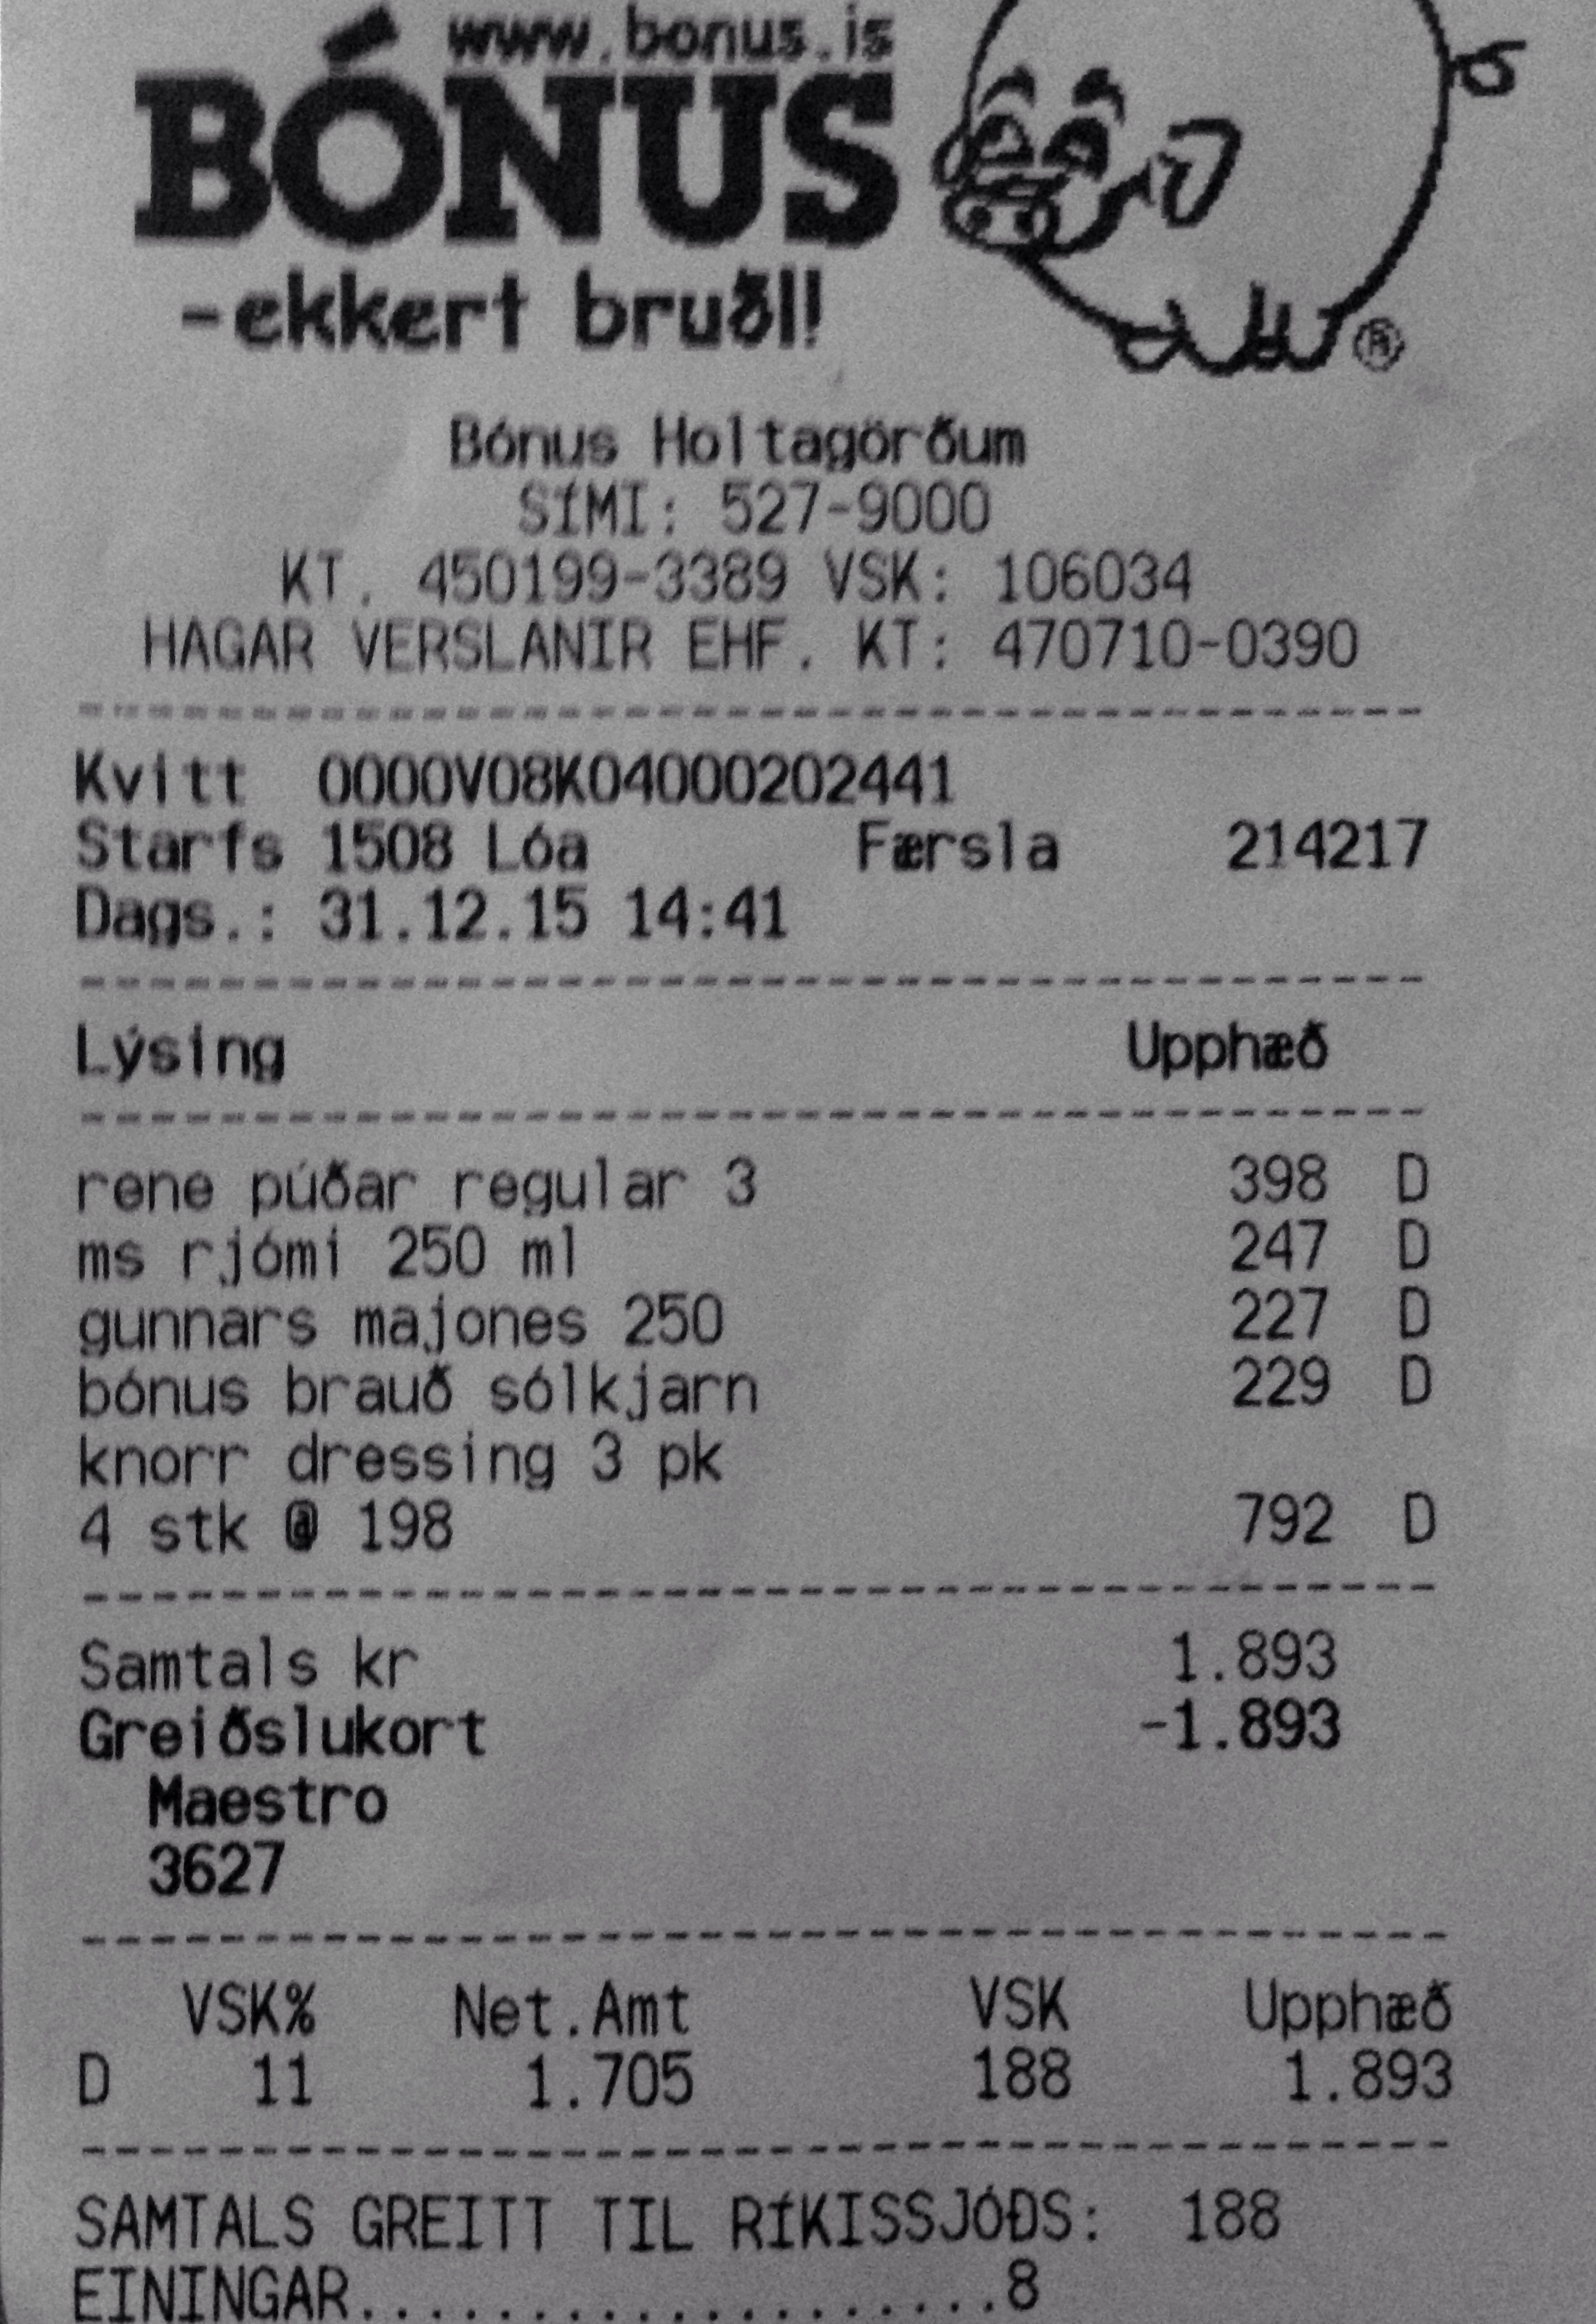 www.bonus.is
BÓNUS
-ekkert bruðl!
®
Bónus Holtagörðum
SÍMI: 527-9000
KT. 450199-3389 VSK: 106034
HAGAR VERSLANIR EHF. KT: 470710-0390
Kvitt 0000V08K04000202441
Starfs 1508 Lóa Færsla 214217
Dags.: 31.12.15 14:41
Lýsing Upphæð
rene púðar regular 3 398 D
ms rjómi 250 ml 247 D
gunnars majones 250 227 D
bónus brauð sólkjarn 229 D
knorr dressing 3 pk
4 stk @ 198 792 D
Samtals kr 1.893
Greiðslukort -1.893
Maestro
3627
VSK% Net.Amt VSK Upphæð
D 11 1.705 188 1.893
SAMTALS GREITT TIL RÍKISSJÓÐS: 188
EININGAR...................8